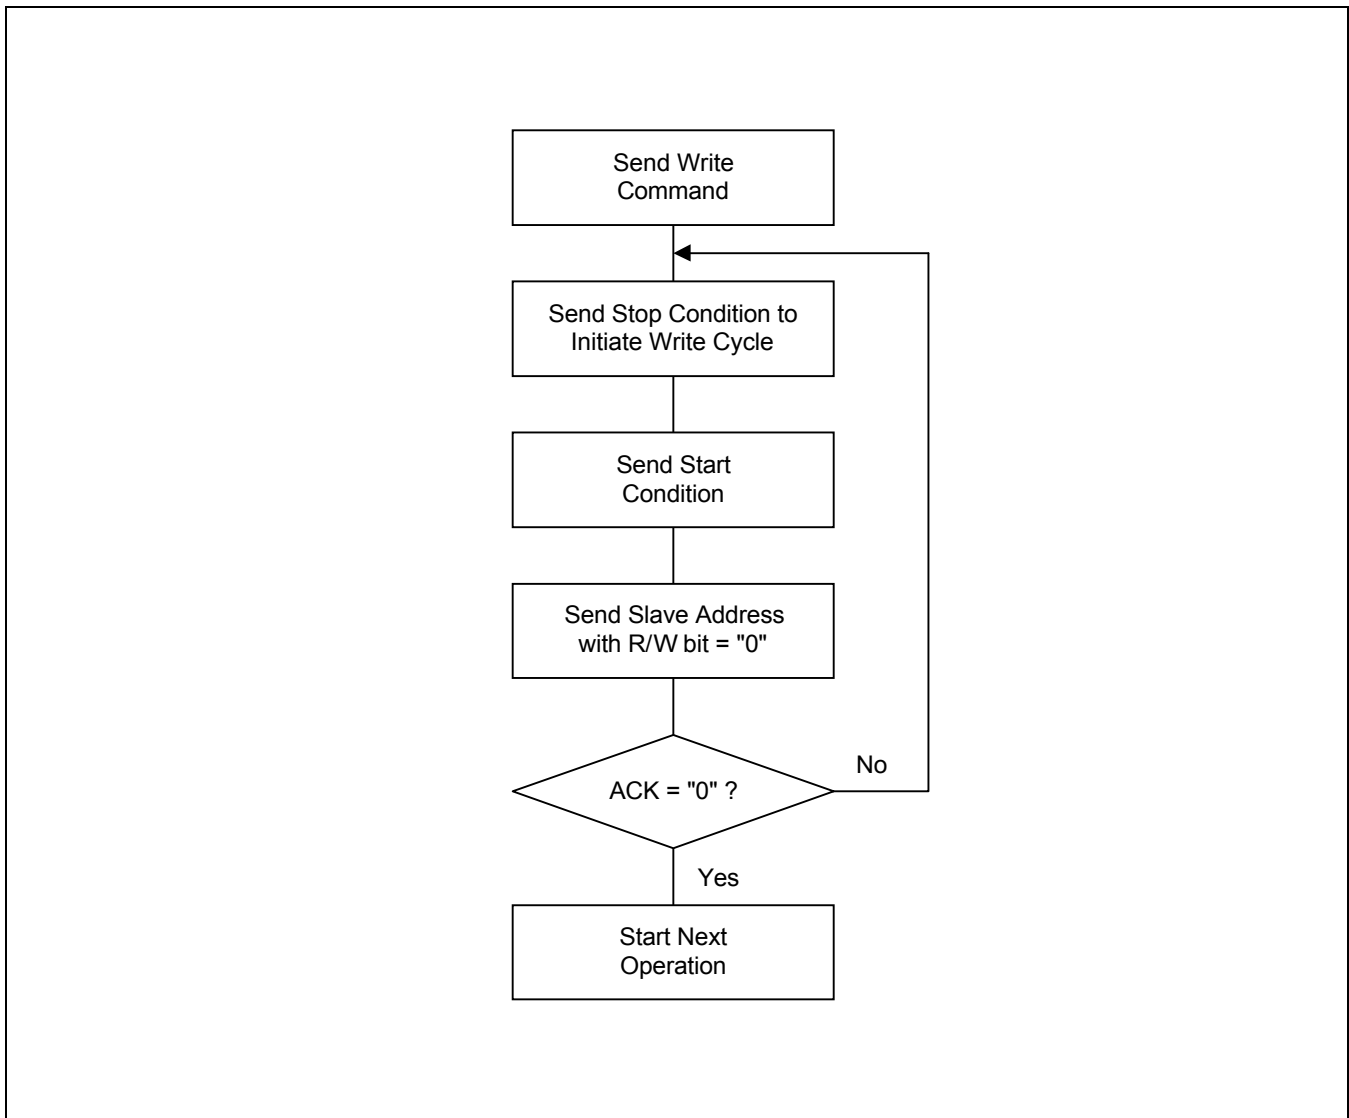 Send Write
Command
Send Stop Condition to
Initiate Write Cycle
Send Start
Condition
Send Slave Address
with R/W bit = "0"
ACK = "0" ?
No
Yes
Start Next
Operation